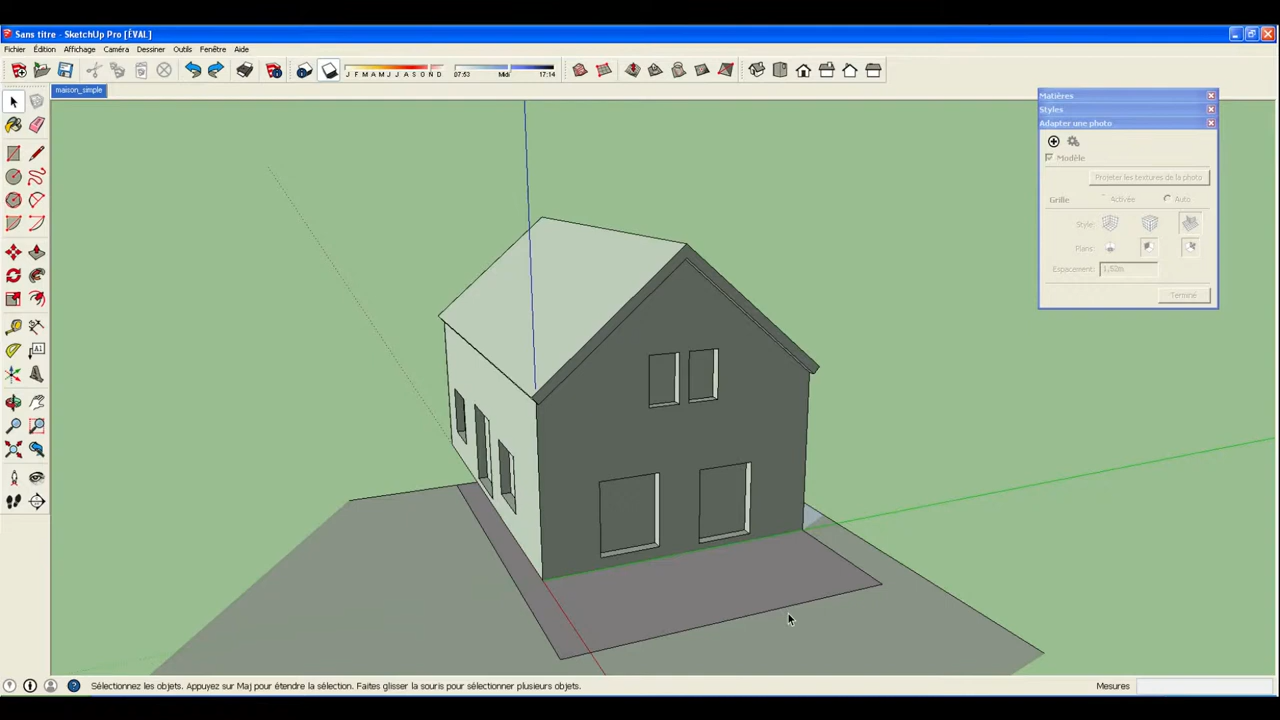 Sans titre - SketchUp Pro [ÉVAL]
Fichier Édition Affichage Caméra Dessiner Outils Fenêtre Aide
J F M A M J J A S O N D 07:53 Midi 17:14
maison_simple
Matières
Styles
Adapter une photo
Modèle
Projeter les textures de la photo
Grille Activée Auto
Style:
Plans:
Espacement: 1,52m
Terminé
A1
Sélectionnez les objets. Appuyez sur Maj pour étendre la sélection. Faites glisser la souris pour sélectionner plusieurs objets. Mesures